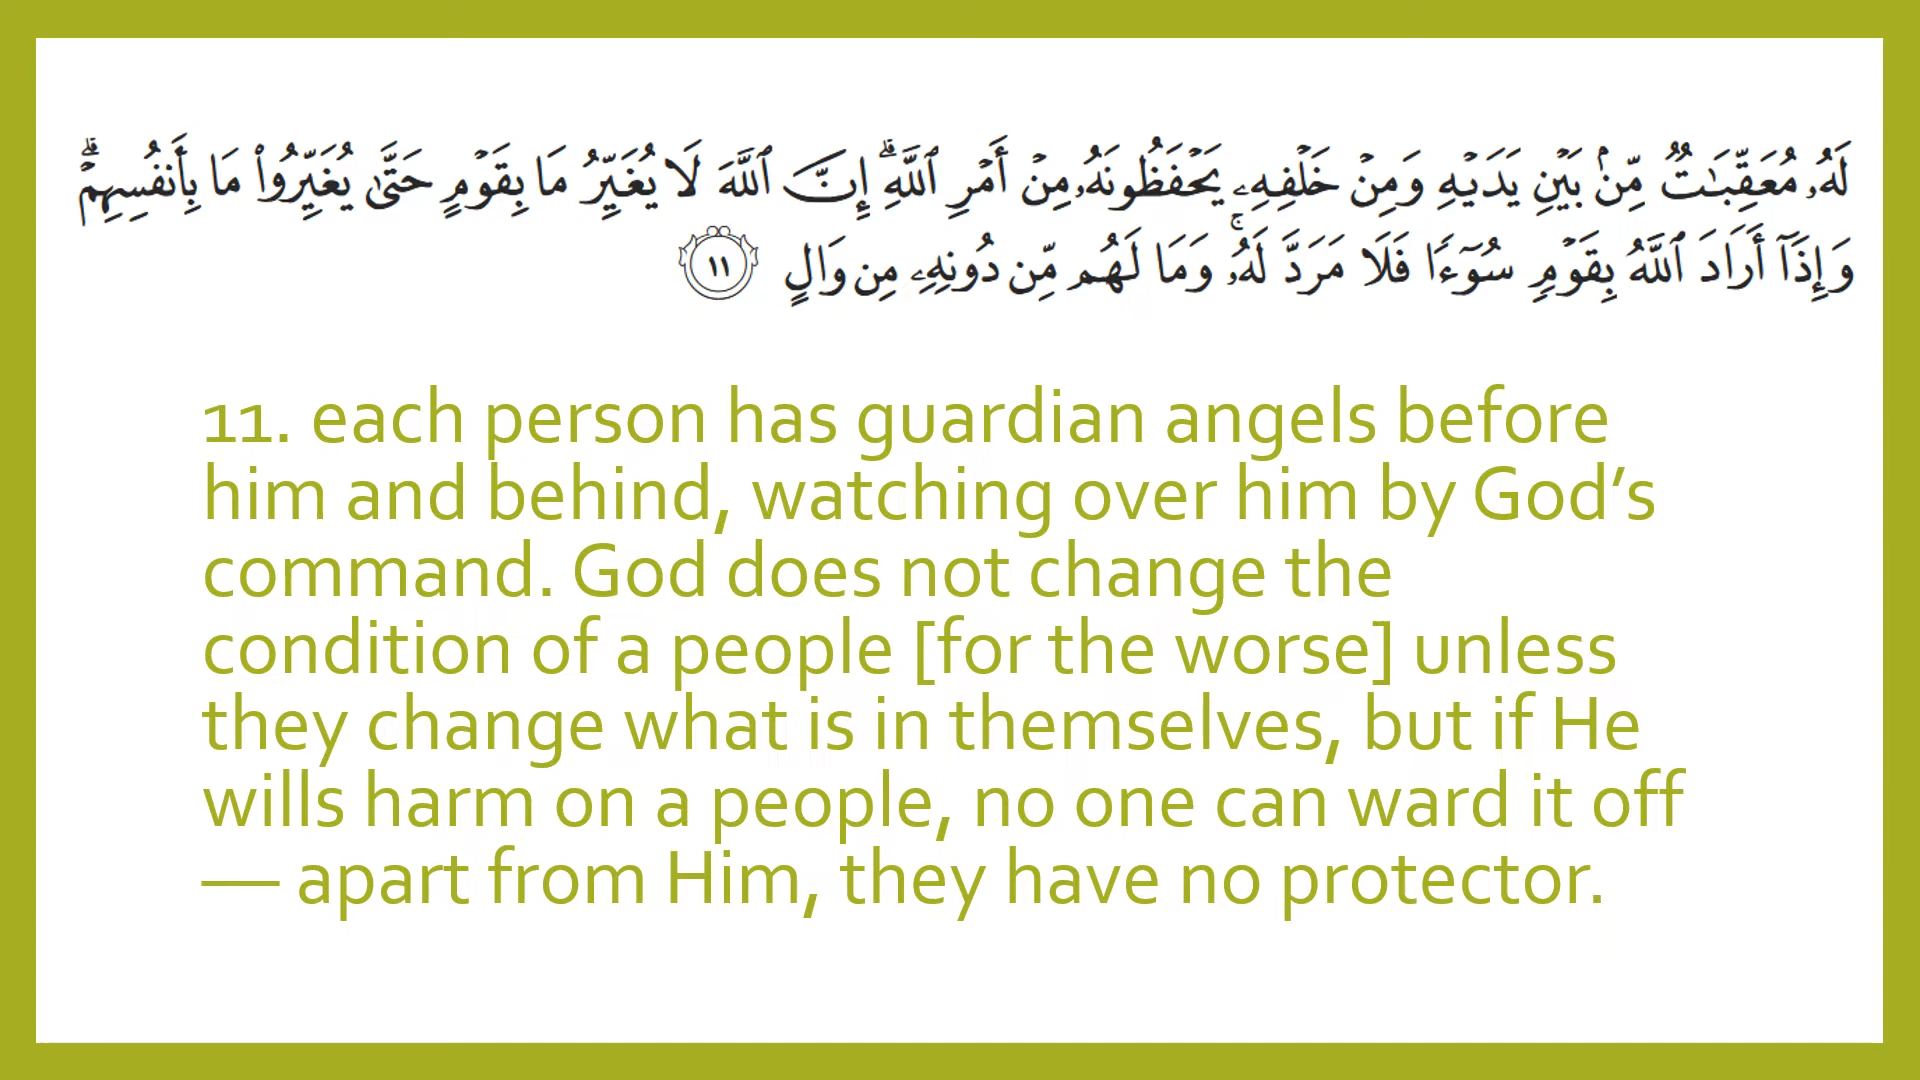 لَهُۥ مُعَقِّبَـٰتٌ مِّنۢ بَيْنِ يَدَيْهِ وَمِنْ خَلْفِهِۦ يَحْفَظُونَهُۥ مِنْ أَمْرِ ٱللَّهِ ۗ إِنَّ ٱللَّهَ لَا يُغَيِّرُ مَا بِقَوْمٍ حَتَّىٰ يُغَيِّرُوا۟ مَا بِأَنفُسِهِمْ ۗ
وَإِذَآ أَرَادَ ٱللَّهُ بِقَوْمٍ سُوٓءًا فَلَا مَرَدَّ لَهُۥ ۚ وَمَا لَهُم مِّن دُونِهِۦ مِن وَالٍ ١١
11. each person has guardian angels before
him and behind, watching over him by God’s
command. God does not change the
condition of a people [for the worse] unless
they change what is in themselves, but if He
wills harm on a people, no one can ward it off
— apart from Him, they have no protector.